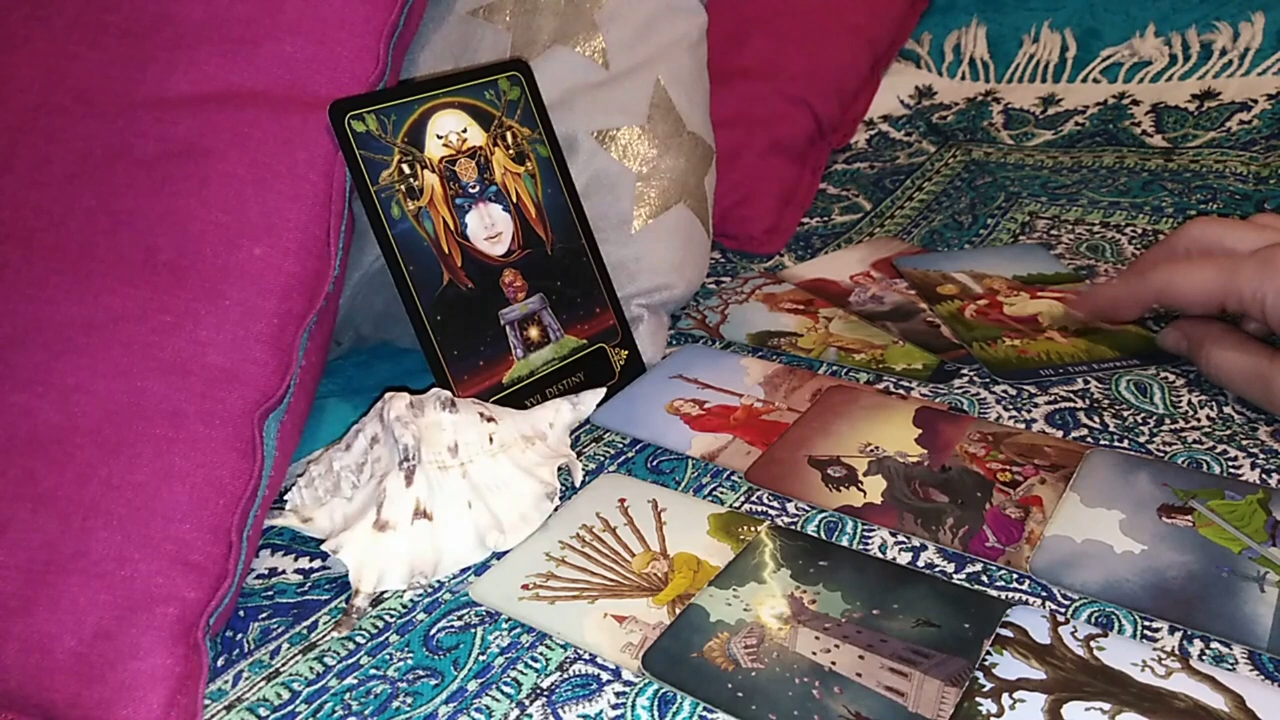 XVI DESTINY
III • THE EMPRESS